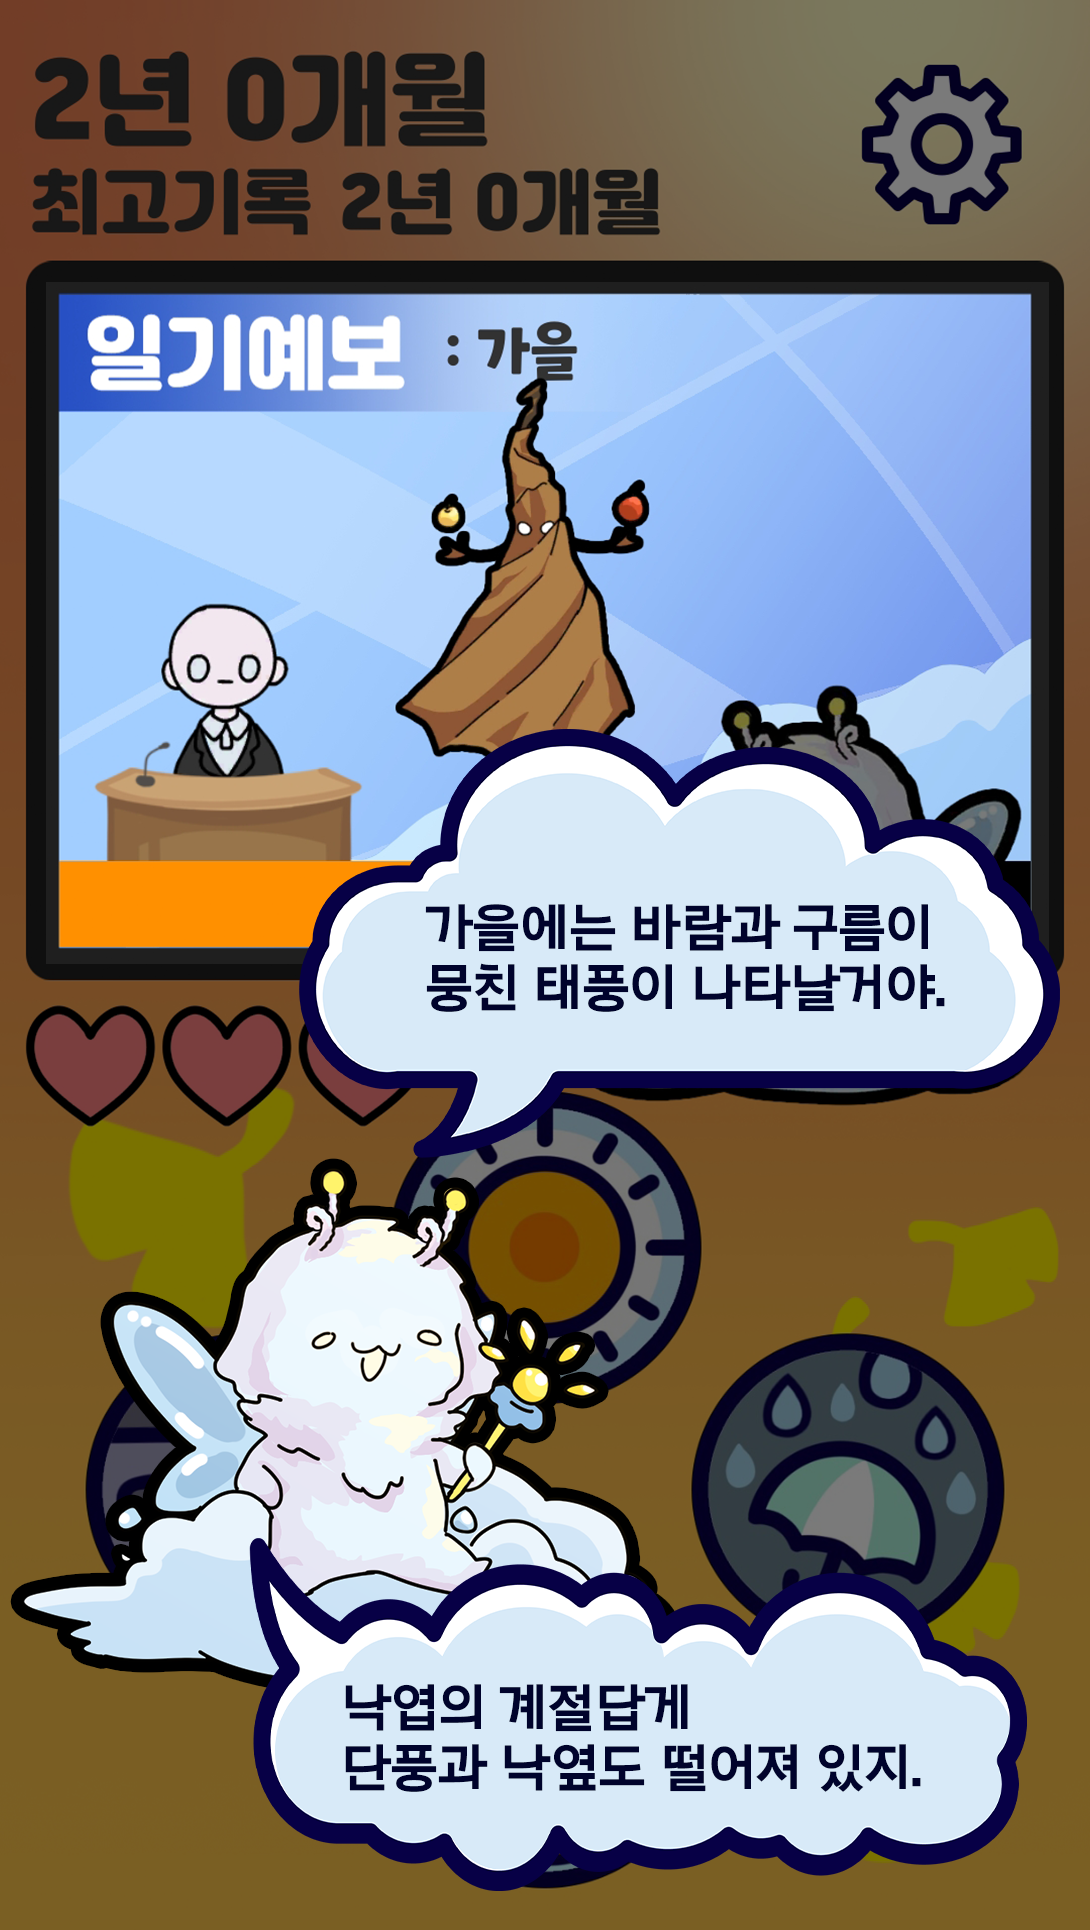 2년 0개월
최고기록 2년 0개월
일기예보 : 가을
가을에는 바람과 구름이
뭉친 태풍이 나타날거야.
낙엽의 계절답게
단풍과 낙옆도 떨어져 있지.